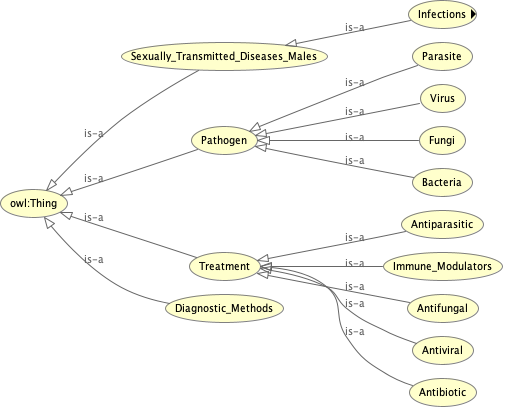 Infections
is-a
Sexually_Transmitted_Diseases_Males
Parasite
is-a
Virus
is-a
is-a
Pathogen
is-a
Fungi
is-a
is-a
Bacteria
owl:Thing
is-a
Antiparasitic
is-a
Treatment
is-a
Immune_Modulators
is-a
is-a
Antifungal
Diagnostic_Methods
is-a
is-a
Antiviral
Antibiotic